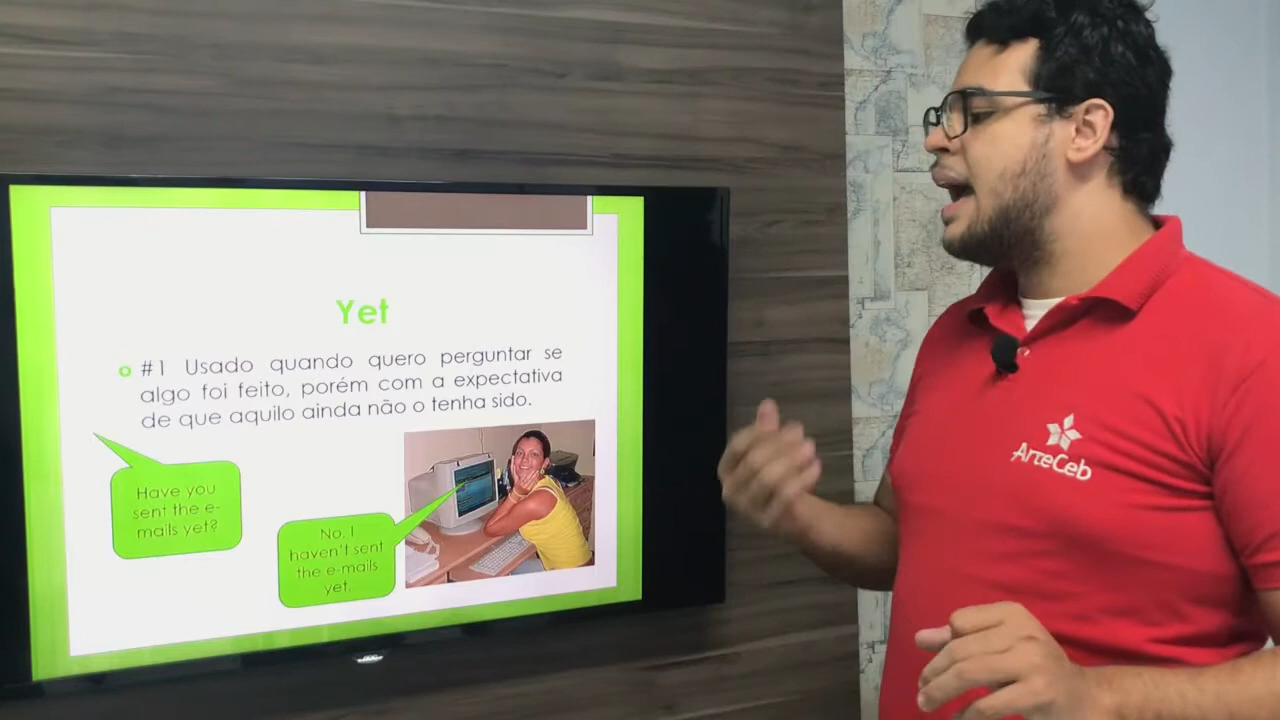 Yet
#1 Usado quando quero perguntar se
algo foi feito, porém com a expectativa
de que aquilo ainda não o tenha sido.
Have you
sent the e-
mails yet?
No. I
haven't sent
the e-mails
yet.
ArteCeb